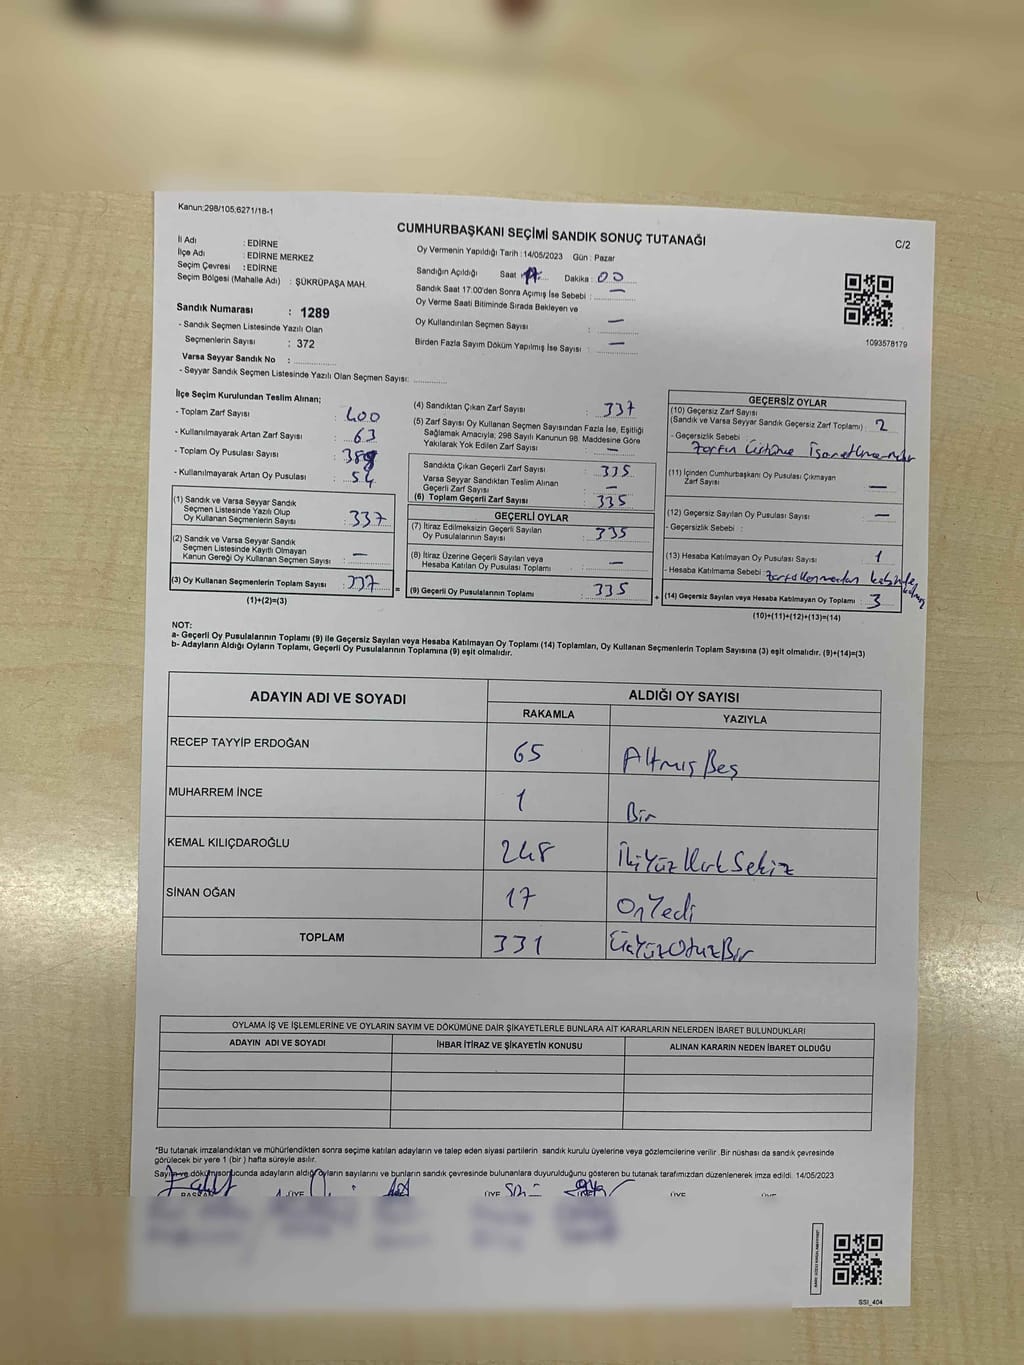 Kanun:298/105;6271/18-1
CUMHURBAŞKANI SEÇİMİ SANDIK SONUÇ TUTANAĞI
C/2
İl Adı : EDİRNE
İlçe Adı : EDİRNE MERKEZ
Seçim Çevresi : EDİRNE
Seçim Bölgesi (Mahalle Adı) : ŞÜKRÜPAŞA MAH.
Sandık Numarası : 1289
- Sandık Seçmen Listesinde Yazılı Olan
Seçmenlerin Sayısı : 372
Varsa Seyyar Sandık No :
- Seyyar Sandık Seçmen Listesinde Yazılı Olan Seçmen Sayısı:
Oy Vermenin Yapıldığı Tarih : 14/05/2023 Gün : Pazar
Sandığın Açıldığı Saat : Dakika : 00
Sandık Saat 17:00'den Sonra Açımış İse Sebebi : —
Oy Verme Saati Bitiminde Sırada Bekleyen ve
Oy Kullandırılan Seçmen Sayısı : —
Birden Fazla Sayım Döküm Yapılmış İse Sayısı : —
1093578179
İlçe Seçim Kurulundan Teslim Alınan;
- Toplam Zarf Sayısı : 400
- Kullanılmayarak Artan Zarf Sayısı : 63
- Toplam Oy Pusulası Sayısı :
- Kullanılmayarak Artan Oy Pusulası : 54
(1) Sandık ve Varsa Seyyar Sandık
Seçmen Listesinde Yazılı Olup
Oy Kullanan Seçmenlerin Sayısı : 337
(2) Sandık ve Varsa Seyyar Sandık
Seçmen Listesinde Kayıtlı Olmayan
Kanun Gereği Oy Kullanan Seçmen Sayısı : —
(3) Oy Kullanan Seçmenlerin Toplam Sayısı : 337
(1)+(2)=(3)
(4) Sandıktan Çıkan Zarf Sayısı : 337
(5) Zarf Sayısı Oy Kullanan Seçmen Sayısından Fazla İse, Eşitliği
Sağlamak Amacıyla; 298 Sayılı Kanunun 98. Maddesine Göre
Yakılarak Yok Edilen Zarf Sayısı : —
Sandıkta Çıkan Geçerli Zarf Sayısı : 335
Varsa Seyyar Sandıktan Teslim Alınan
Geçerli Zarf Sayısı : —
(6) Toplam Geçerli Zarf Sayısı : 335
GEÇERLİ OYLAR
(7) İtiraz Edilmeksizin Geçerli Sayılan
Oy Pusulalarının Sayısı : 335
(8) İtiraz Üzerine Geçerli Sayılan veya
Hesaba Katılan Oy Pusulası Toplamı : —
= (9) Geçerli Oy Pusulalarının Toplamı : 335 +
GEÇERSİZ OYLAR
(10) Geçersiz Zarf Sayısı
(Sandık ve Varsa Seyyar Sandık Geçersiz Zarf Toplamı) : 2
- Geçersizlik Sebebi : Zarfın Üstüne
(11) İçinden Cumhurbaşkanı Oy Pusulası Çıkmayan
Zarf Sayısı : —
(12) Geçersiz Sayılan Oy Pusulası Sayısı : —
- Geçersizlik Sebebi :
(13) Hesaba Katılmayan Oy Pusulası Sayısı : 1
- Hesaba Katılmama Sebebi : kabinde
(14) Geçersiz Sayılan veya Hesaba Katılmayan Oy Toplamı : 3
(10)+(11)+(12)+(13)=(14)
NOT:
a- Geçerli Oy Pusulalarının Toplamı (9) ile Geçersiz Sayılan veya Hesaba Katılmayan Oy Toplamı (14) Toplamları, Oy Kullanan Seçmenlerin Toplam Sayısına (3) eşit olmalıdır. (9)+(14)=(3)
b- Adayların Aldığı Oyların Toplamı, Geçerli Oy Pusulalarının Toplamına (9) eşit olmalıdır.
ADAYIN ADI VE SOYADI ALDIĞI OY SAYISI
RAKAMLA YAZIYLA
RECEP TAYYİP ERDOĞAN 65 Altmış Beş
MUHARREM İNCE 1 Bir
KEMAL KILIÇDAROĞLU 248 İkiYüz Kırk Sekiz
SİNAN OĞAN 17 OnYedi
TOPLAM 331 ÜçYüzOtuzBir
OYLAMA İŞ VE İŞLEMLERİNE VE OYLARIN SAYIM VE DÖKÜMÜNE DAİR ŞİKAYETLERLE BUNLARA AİT KARARLARIN NELERDEN İBARET BULUNDUKLARI
ADAYIN ADI VE SOYADI İHBAR İTİRAZ VE ŞİKAYETİN KONUSU ALINAN KARARIN NEDEN İBARET OLDUĞU
*Bu tutanak imzalandıktan ve mühürlendikten sonra seçime katılan adayların ve talep eden siyasi partilerin sandık kurulu üyelerine veya gözlemcilerine verilir. Bir nüshası da sandık çevresinde
görülecek bir yere 1 (bir ) hafta süreyle asılır.
Sayım ve döküm sonucunda adayların aldığı oyların sayılarını ve bunların sandık çevresinde bulunanlara duyurulduğunu gösteren bu tutanak tarafımızdan düzenlenerek imza edildi. 14/05/2023
BAŞKAN ÜYE ÜYE ÜYE ÜYE
SSI_404